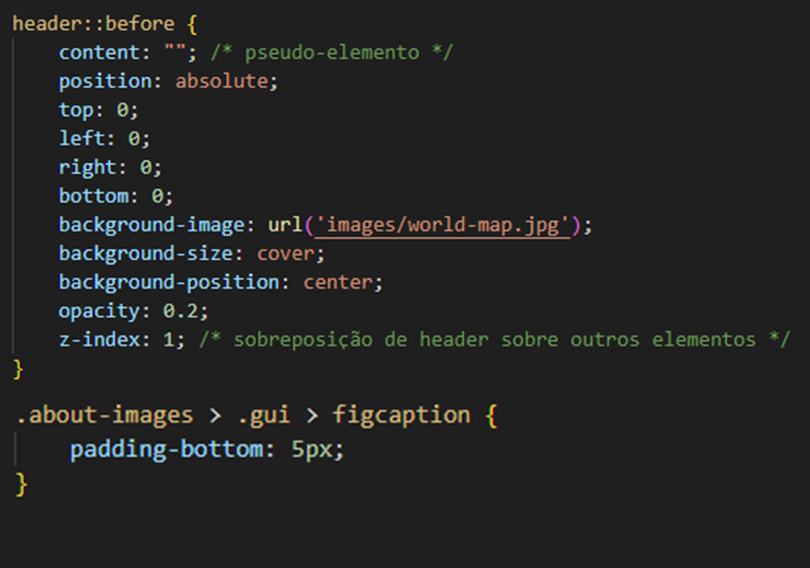 header::before {
content: ""; /* pseudo-elemento */
position: absolute;
top: 0;
left: 0;
right: 0;
bottom: 0;
background-image: url('images/world-map.jpg');
background-size: cover;
background-position: center;
opacity: 0.2;
z-index: 1; /* sobreposição de header sobre outros elementos */
}
.about-images > .gui > figcaption {
padding-bottom: 5px;
}